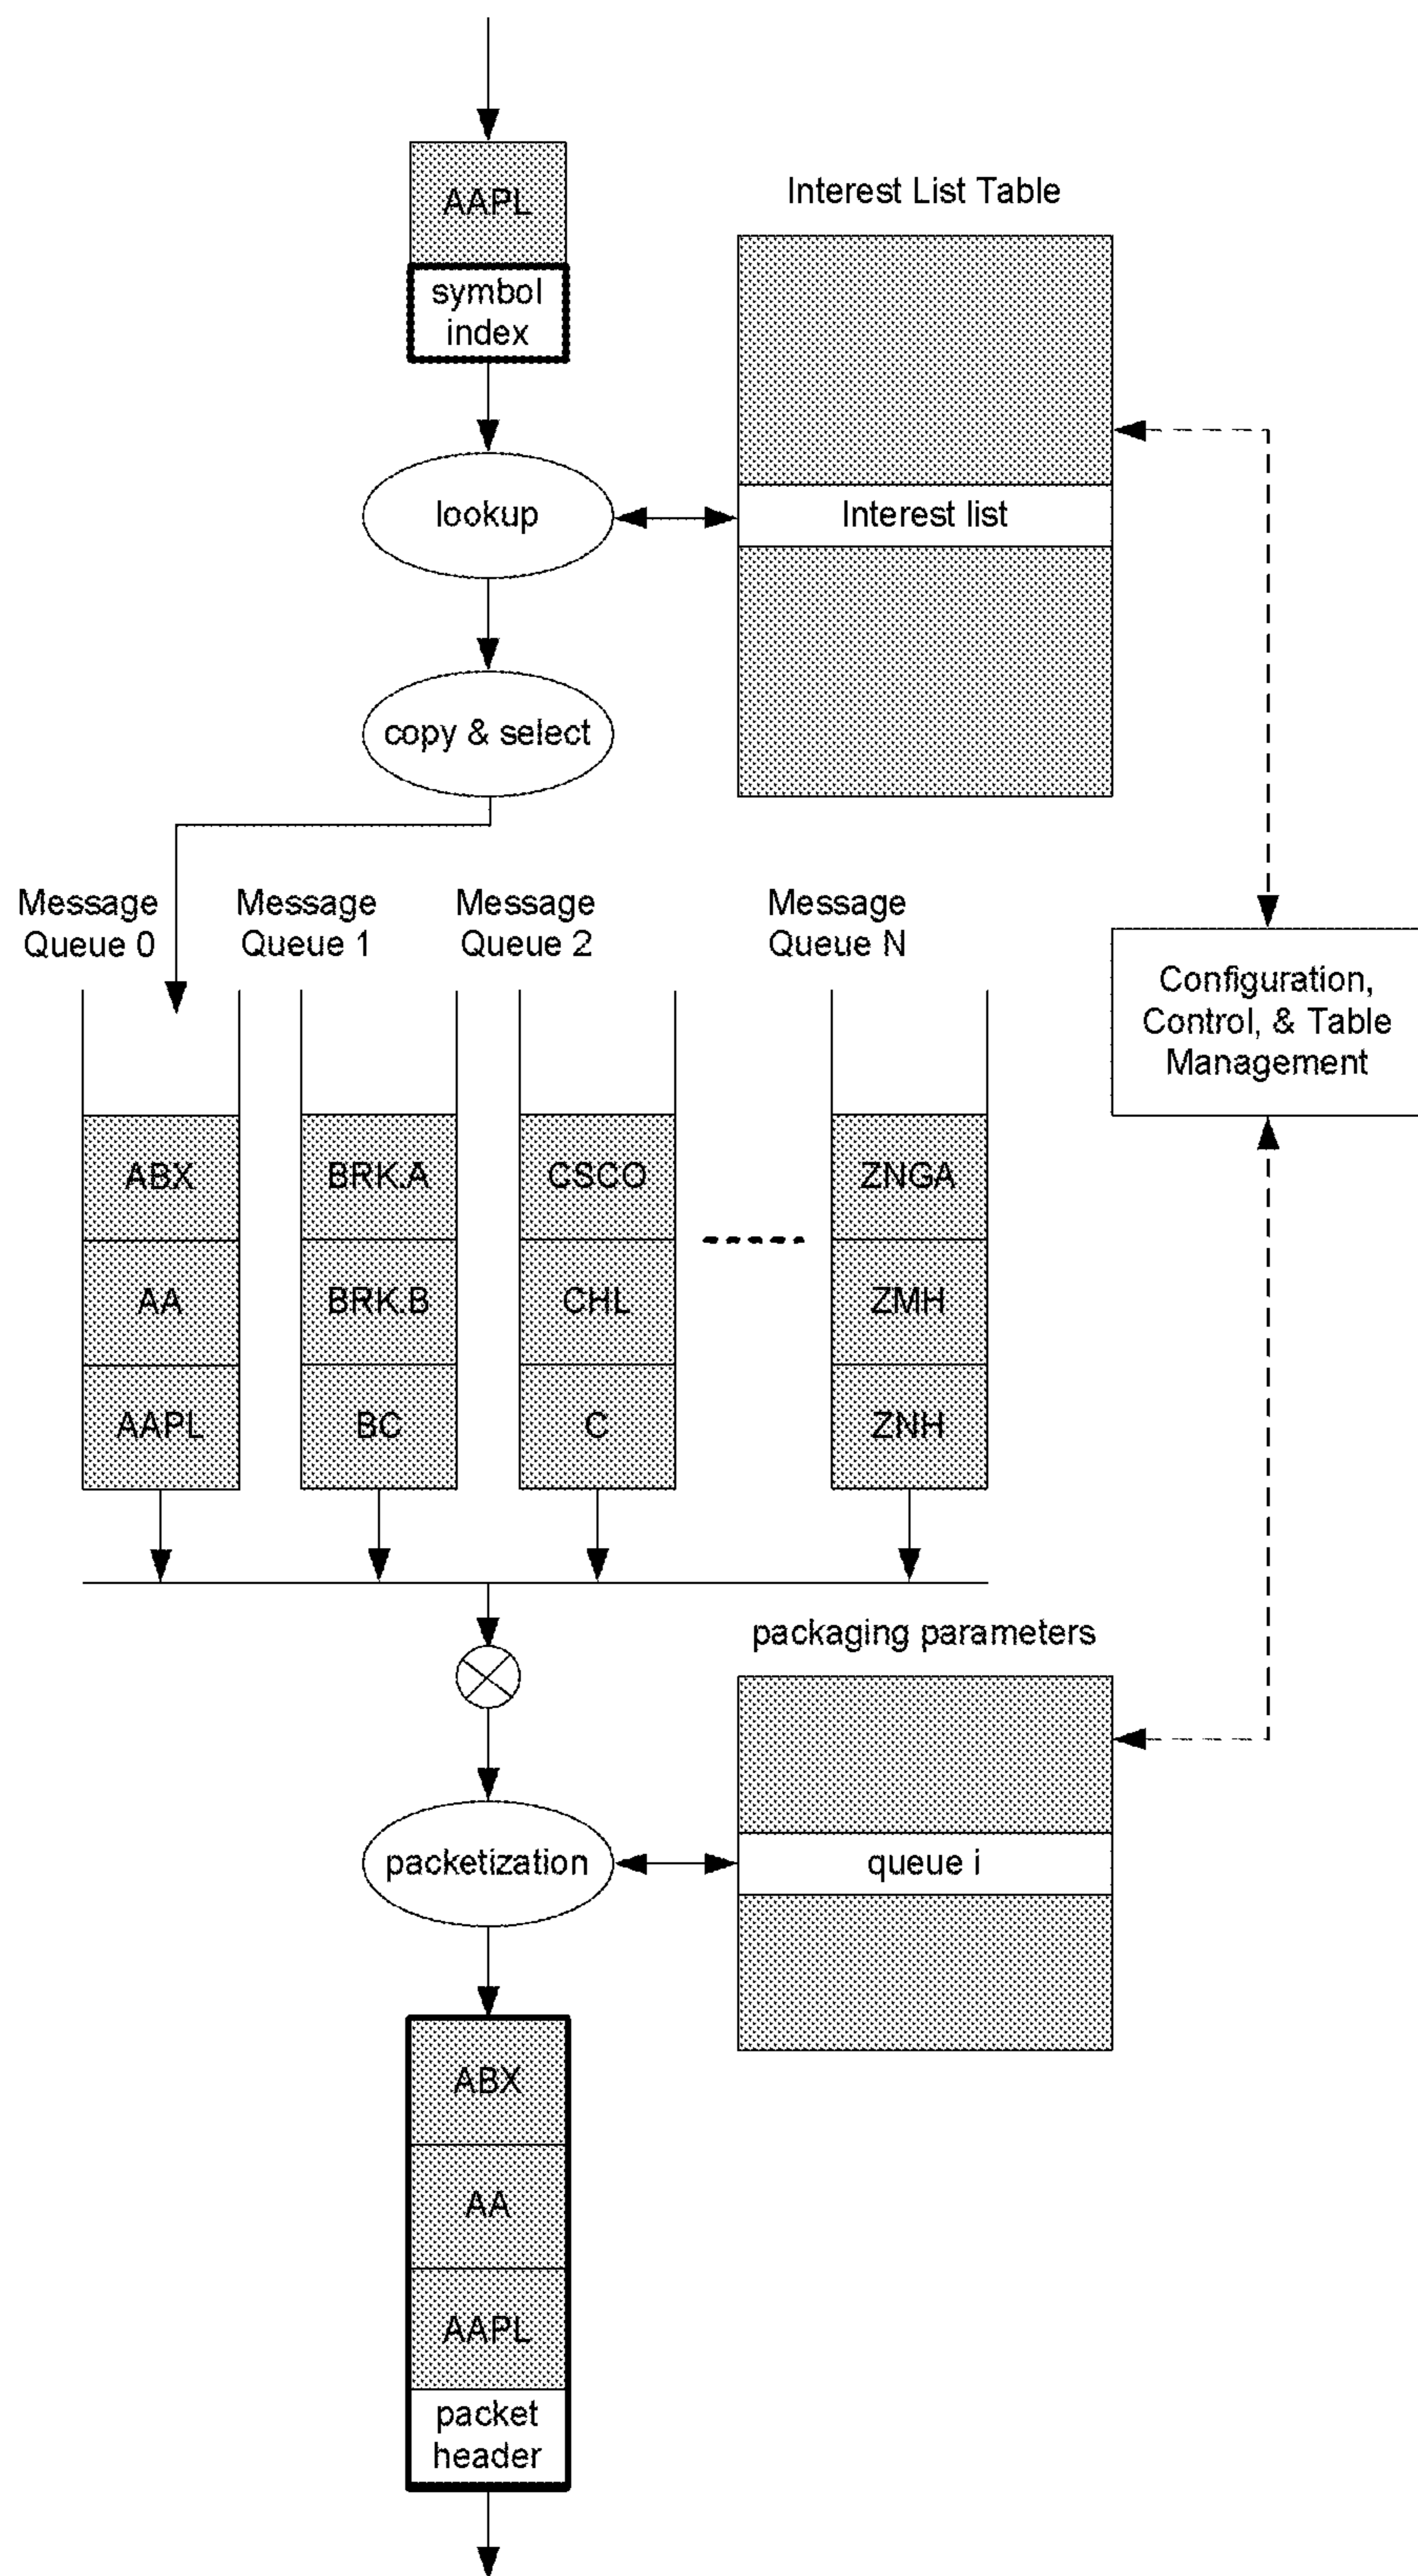 AAPL
symbol
index
Interest List Table
lookup
Interest list
copy & select
Message
Queue 0
Message
Queue 1
Message
Queue 2
Message
Queue N
Configuration,
Control, & Table
Management
ABX
BRK.A
CSCO
ZNGA
AA
BRK.B
CHL
ZMH
AAPL
BC
C
ZNH
packaging parameters
packetization
queue i
ABX
AA
AAPL
packet
header